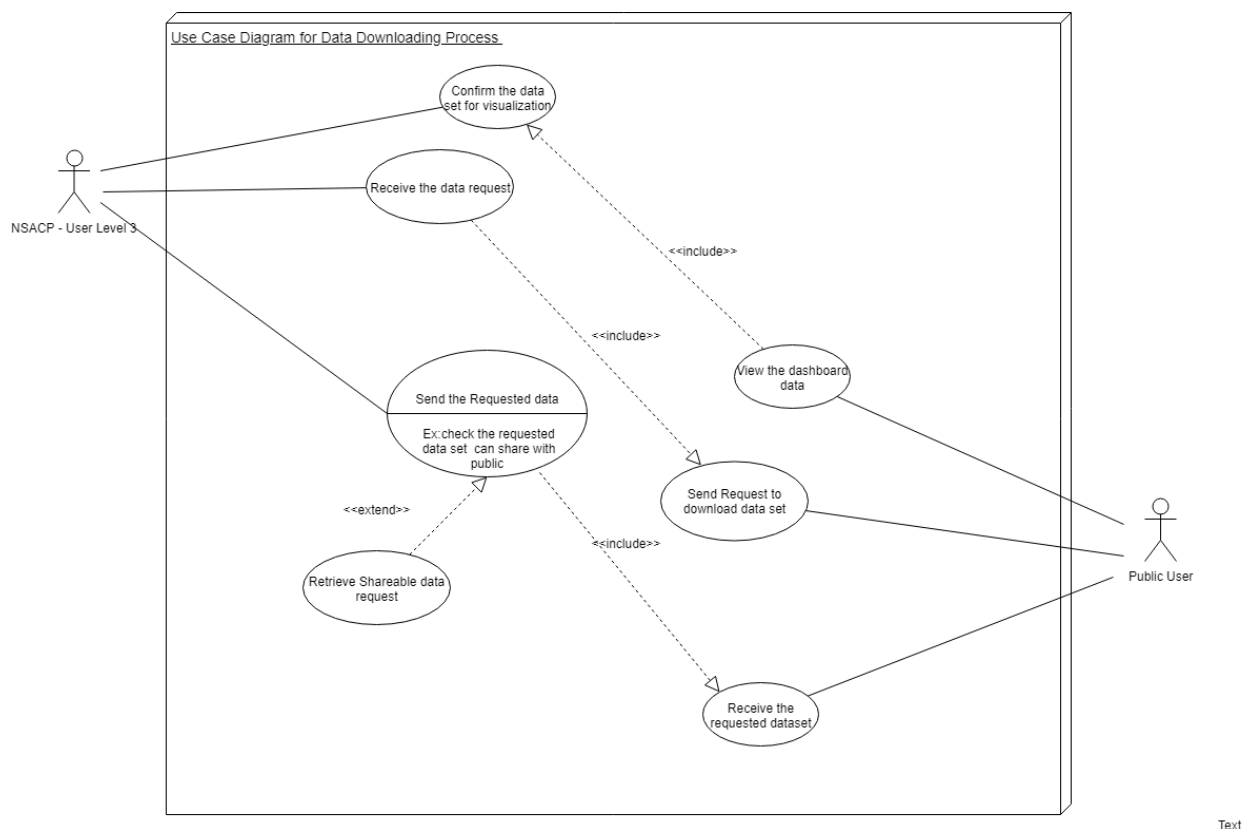 Use Case Diagram for Data Downloading Process
Confirm the data
set for visualization
Receive the data request
NSACP - User Level 3
<<include>>
<<include>>
View the dashboard
data
Send the Requested data
Ex:check the requested
data set  can share with
public
Send Request to
download data set
<<extend>>
<<include>>
Retrieve Shareable data
request
Public User
Receive the
requested dataset
Text